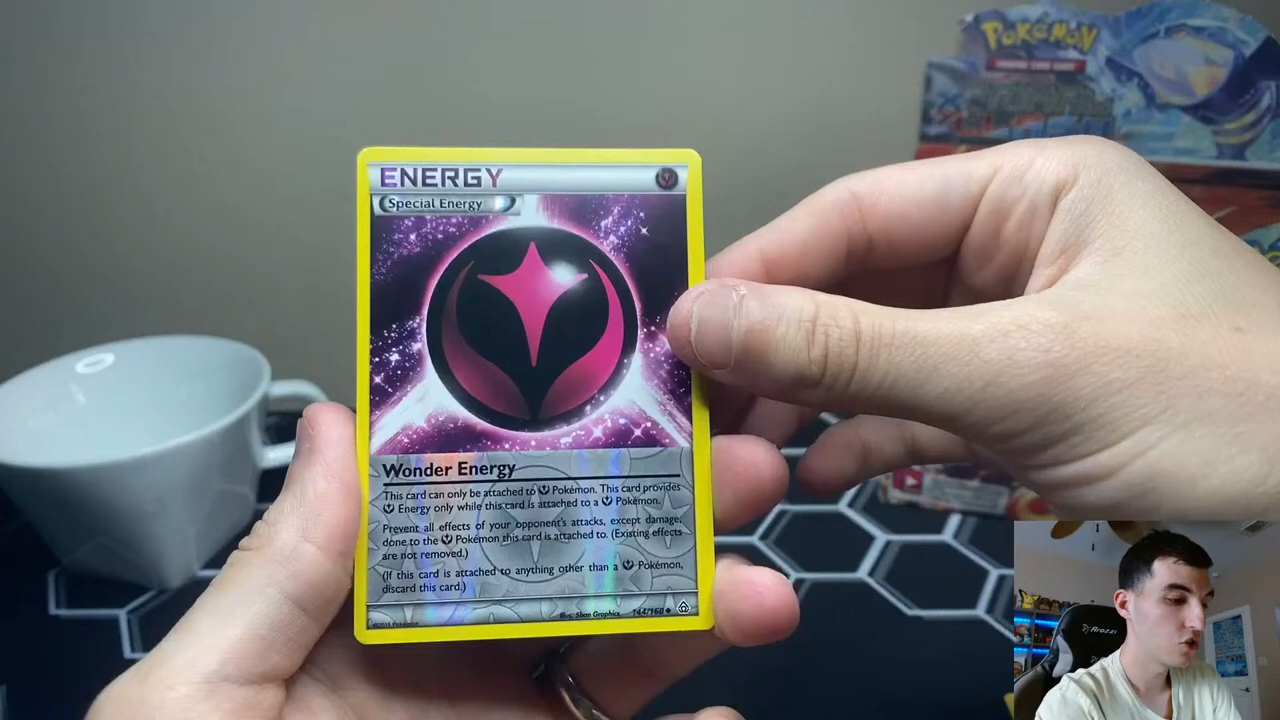 POKéMON
ENERGY
Special Energy
Wonder Energy
This card can only be attached to Pokémon. This card provides
Energy only while this card is attached to a Pokémon.
Prevent all effects of your opponent's attacks, except damage,
done to the Pokémon this card is attached to. (Existing effects
are not removed.)
(If this card is attached to anything other than a Pokémon,
discard this card.)
Illus. 5ban Graphics 144/160
©2015 Pokémon
AROZZI